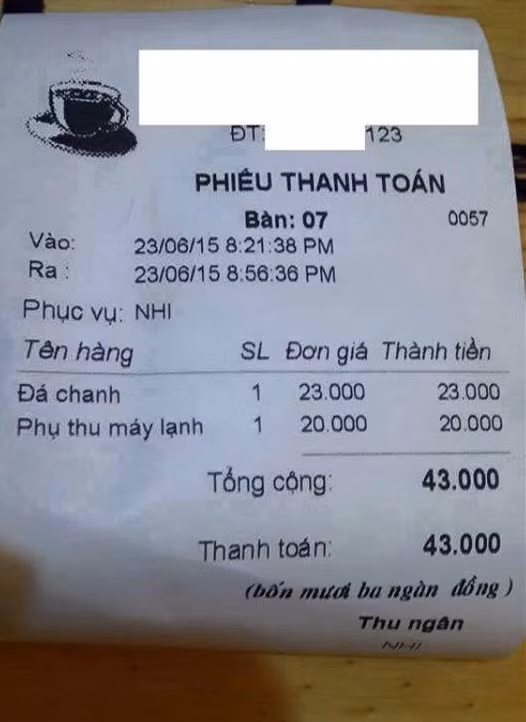 ĐT: 123
PHIẾU THANH TOÁN
Bàn: 07 0057
Vào: 23/06/15 8:21:38 PM
Ra : 23/06/15 8:56:36 PM
Phục vụ: NHI
Tên hàng SL Đơn giá Thành tiền
Đá chanh 1 23.000 23.000
Phụ thu máy lạnh 1 20.000 20.000
Tổng cộng: 43.000
Thanh toán: 43.000
(bốn mươi ba ngàn đồng )
Thu ngân
NHI